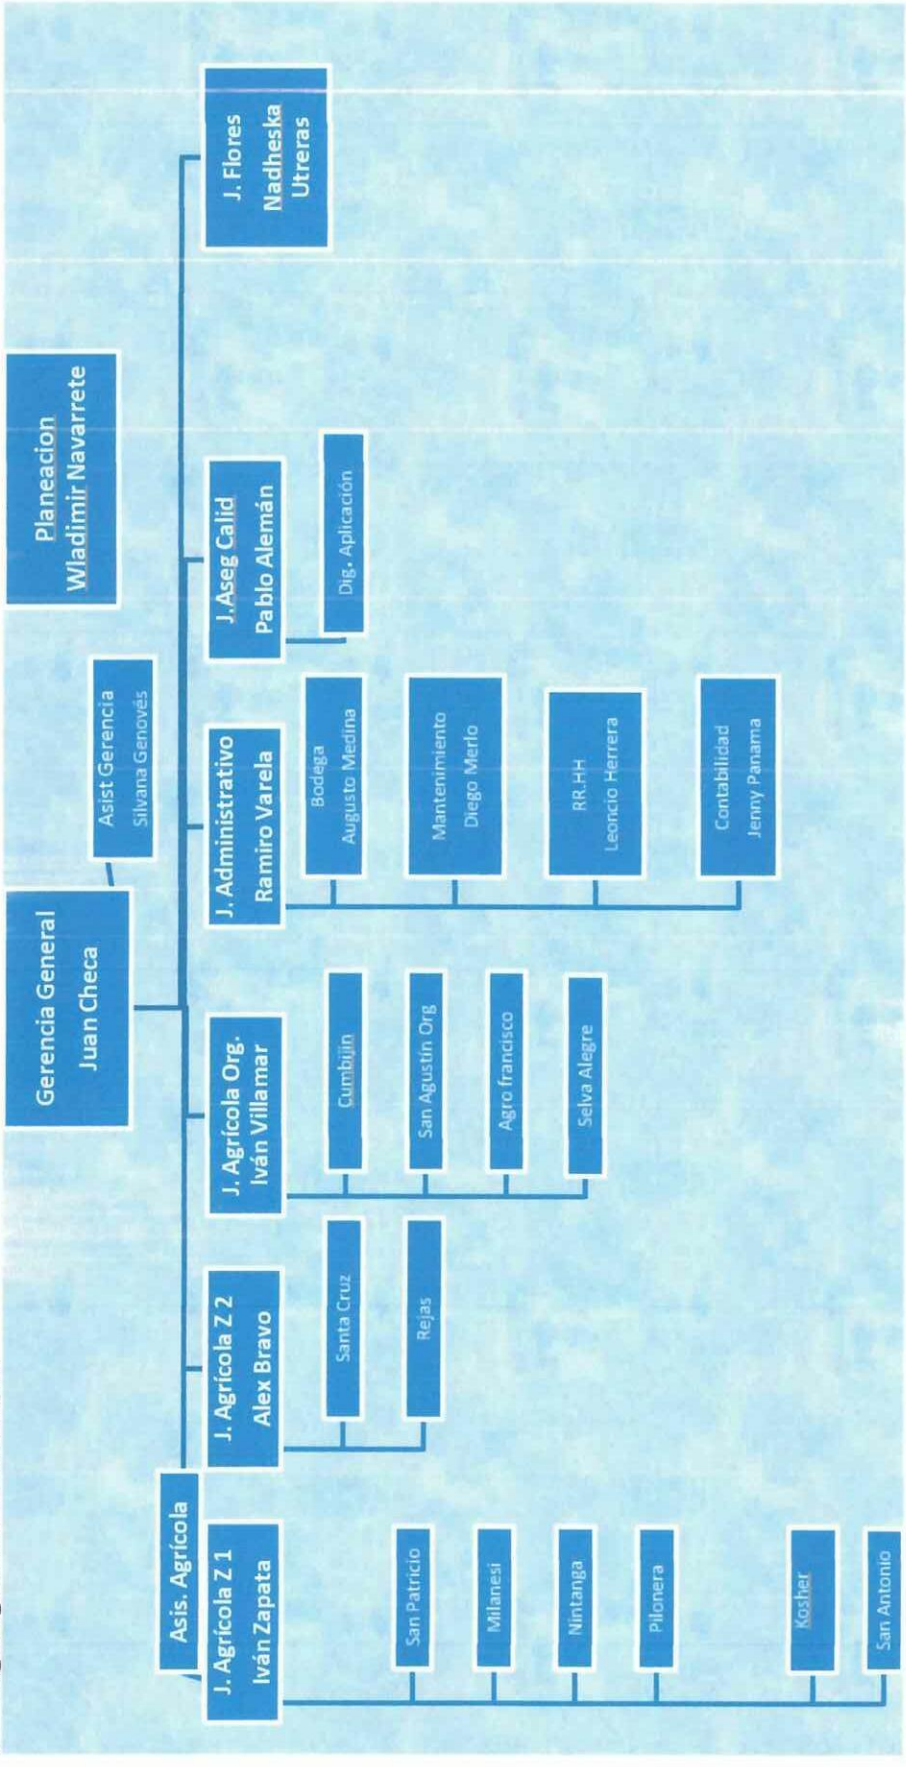 Planeacion
Wladimir Navarrete
Gerencia General
Juan Checa
Asist Gerencia
Silvana Genovés
Asis. Agrícola
J. Agrícola Z 1
Iván Zapata
San Patricio
Milanesi
Nintanga
Pilonera
Kosher
San Antonio
J. Agrícola Z 2
Alex Bravo
Santa Cruz
Rejas
J. Agrícola Org.
Iván Villamar
Cumbijin
San Agustín Org
Agro francisco
Selva Alegre
J. Administrativo
Ramiro Varela
Bodega
Augusto Medina
Mantenimiento
Diego Merlo
RR.HH
Leoncio Herrera
Contabilidad
Jenny Panama
J.Aseg Calid
Pablo Alemán
Dig. Aplicación
J. Flores
Nadheska
Utreras